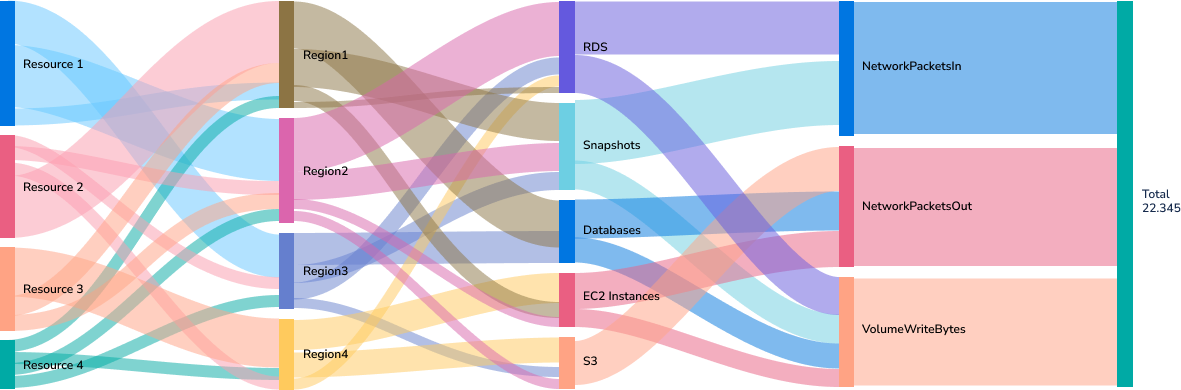 Resource 1
Resource 2
Resource 3
Resource 4
Region1
Region2
Region3
Region4
RDS
Snapshots
Databases
EC2 Instances
S3
NetworkPacketsIn
NetworkPacketsOut
VolumeWriteBytes
Total
22.345